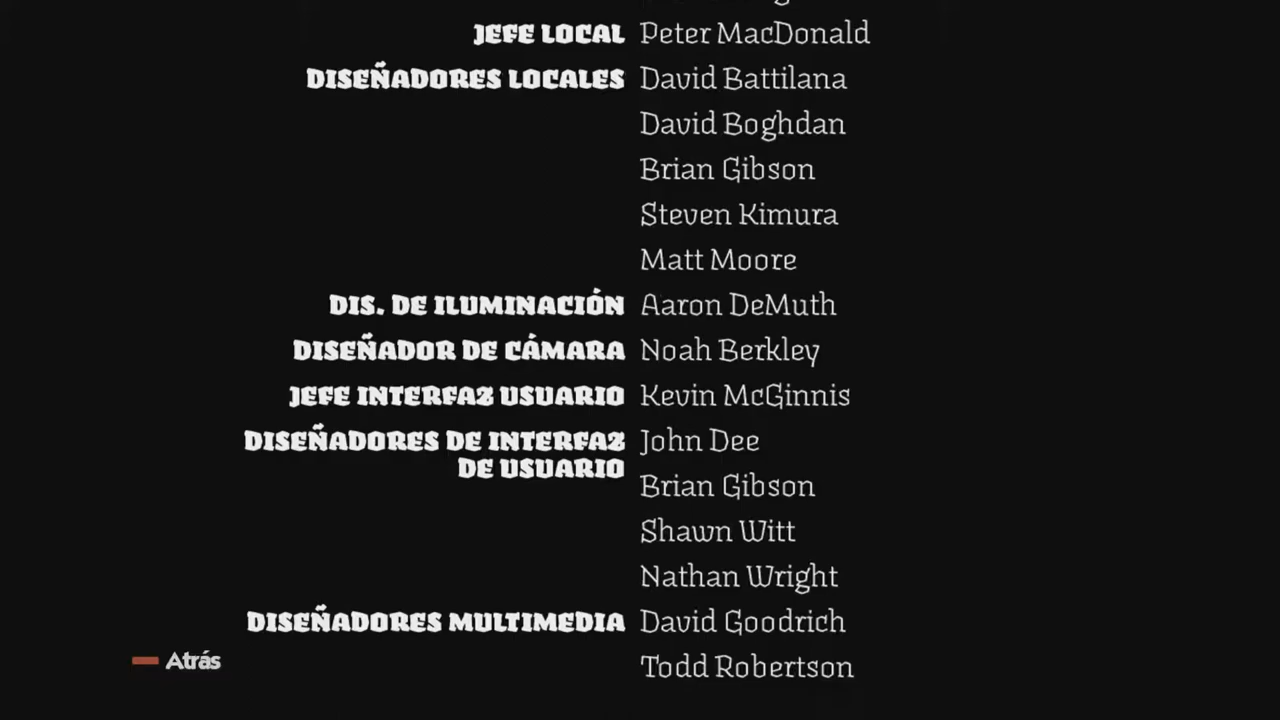 JEFE LOCAL Peter MacDonald
DISEÑADORES LOCALES David Battilana
David Boghdan
Brian Gibson
Steven Kimura
Matt Moore
DIS. DE ILUMINACIÓN Aaron DeMuth
DISEÑADOR DE CÁMARA Noah Berkley
JEFE INTERFAZ USUARIO Kevin McGinnis
DISEÑADORES DE INTERFAZ John Dee
DE USUARIO
Brian Gibson
Shawn Witt
Nathan Wright
DISEÑADORES MULTIMEDIA David Goodrich
Atrás
Todd Robertson